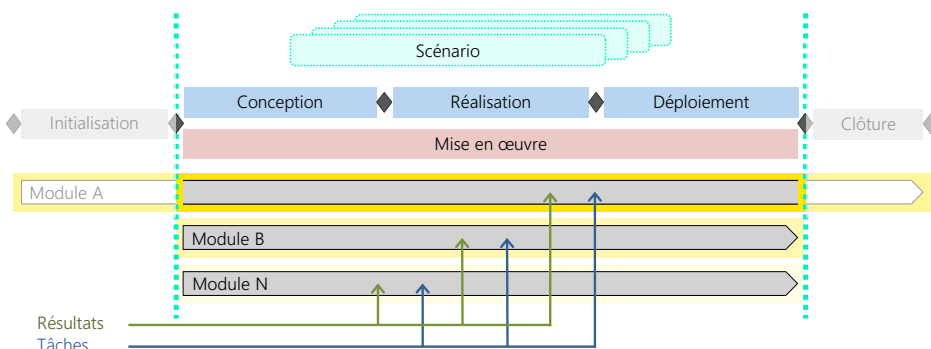 Scénario
Conception
Réalisation
Déploiement
Initialisation
Clôture
Mise en œuvre
Module A
Module B
Module N
Résultats
Tâches